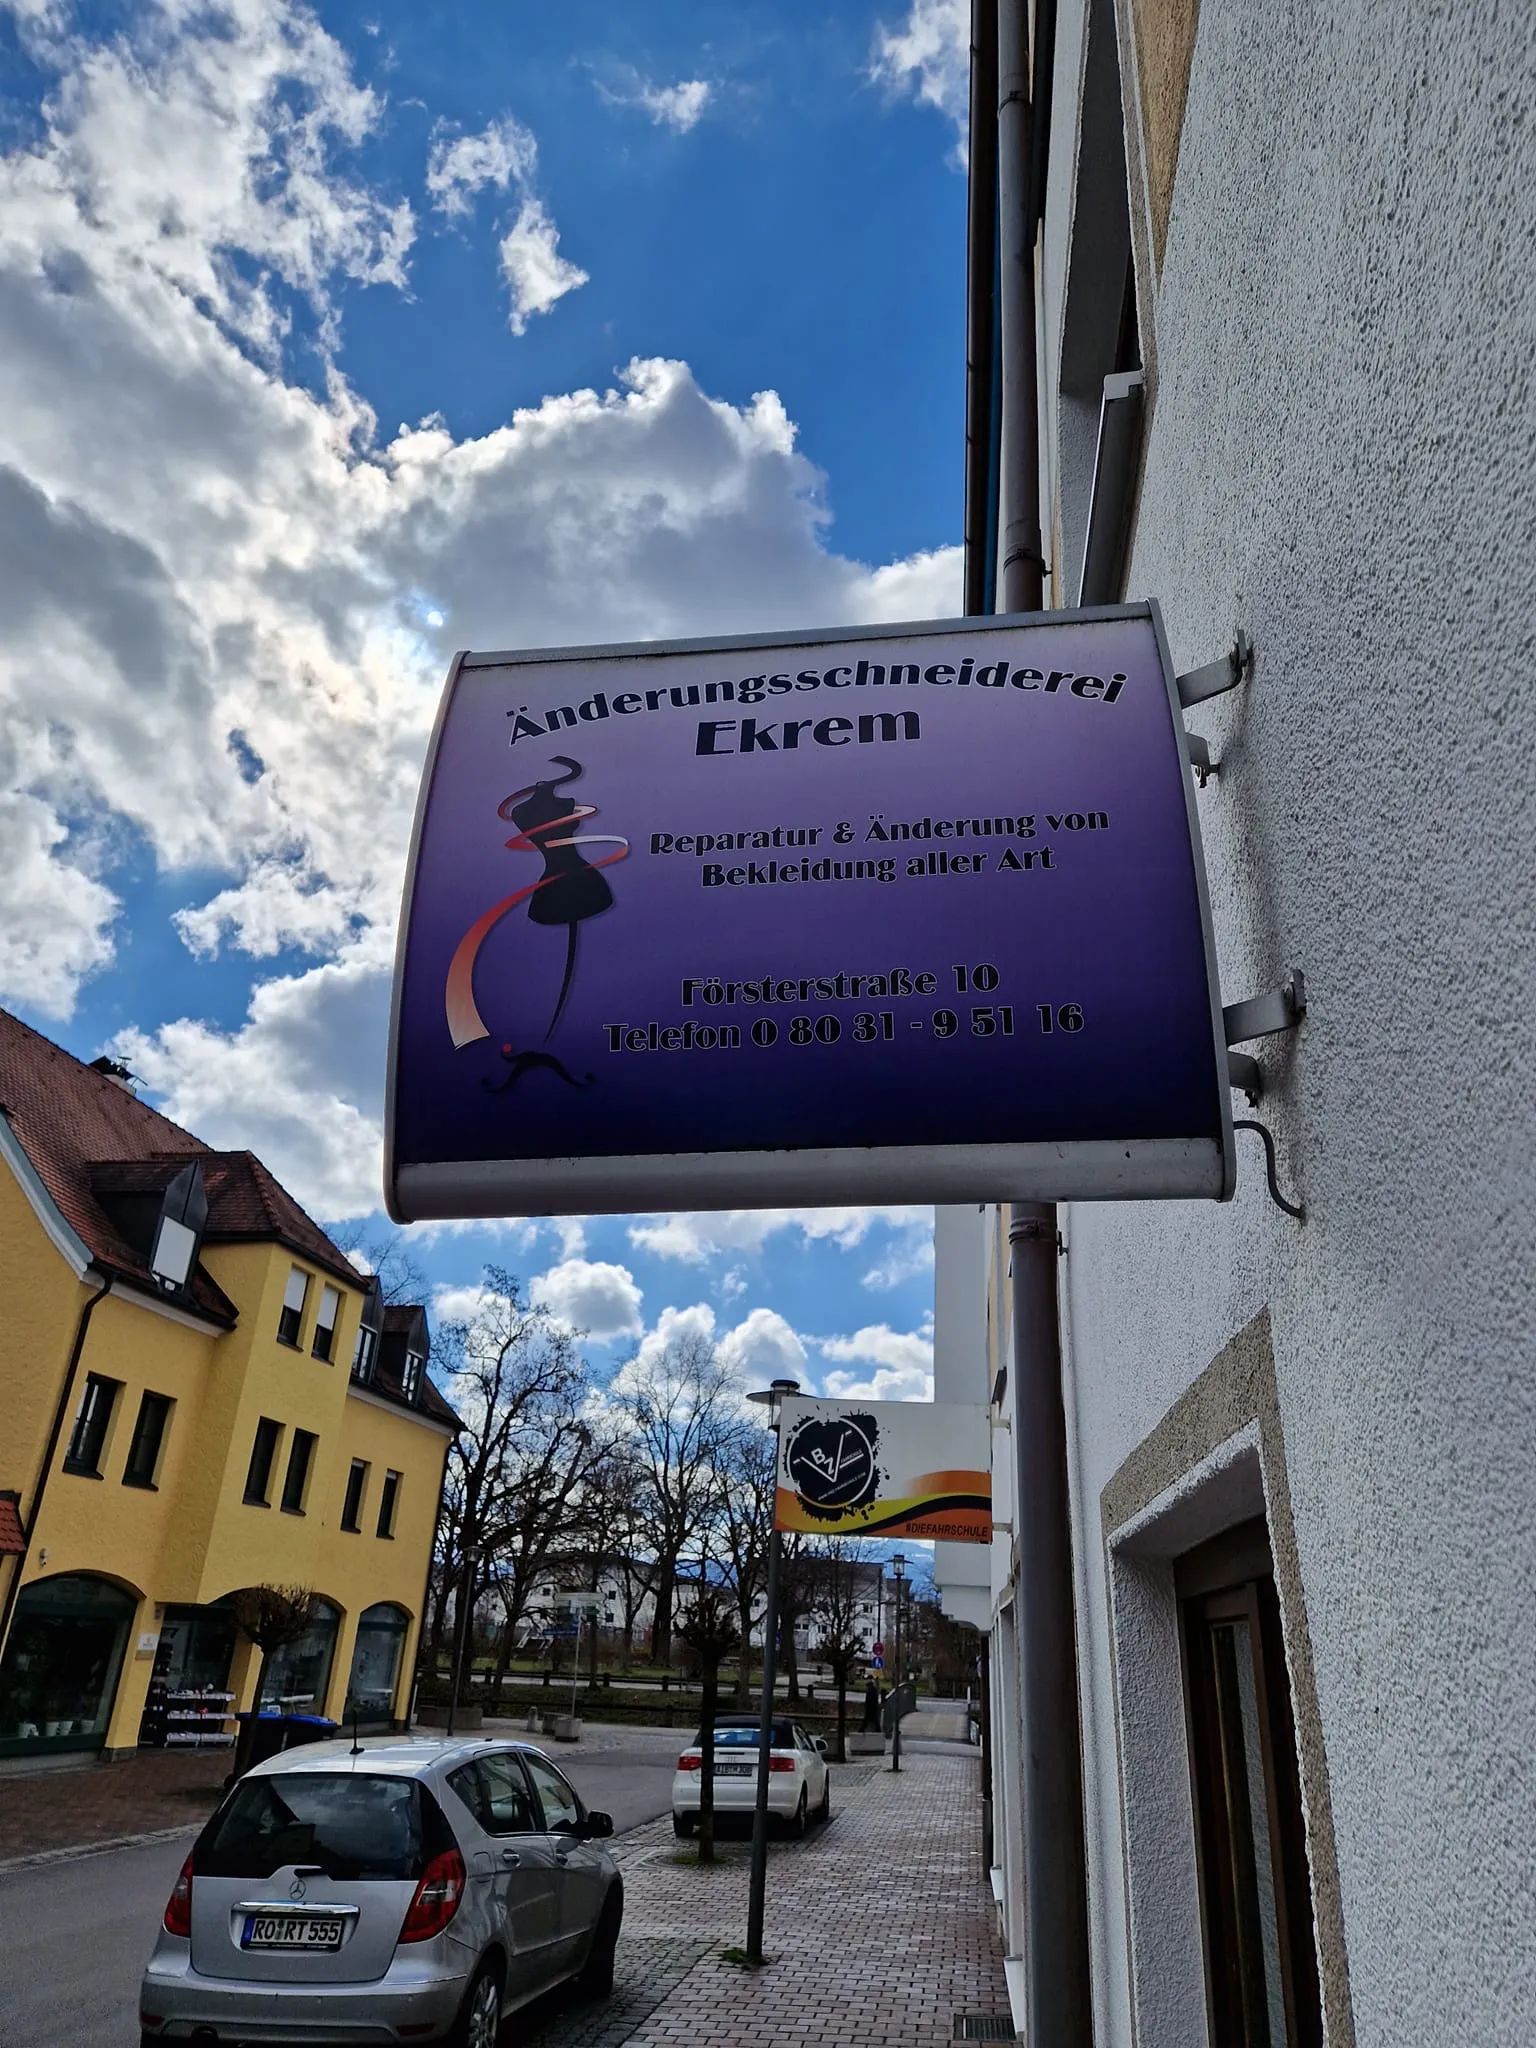 Änderungsschneiderei
Ekrem
Reparatur & Änderung von
Bekleidung aller Art
Försterstraße 10
Telefon 0 80 31 - 9 51 16
#DIEFAHRSCHULE
RO RT 555